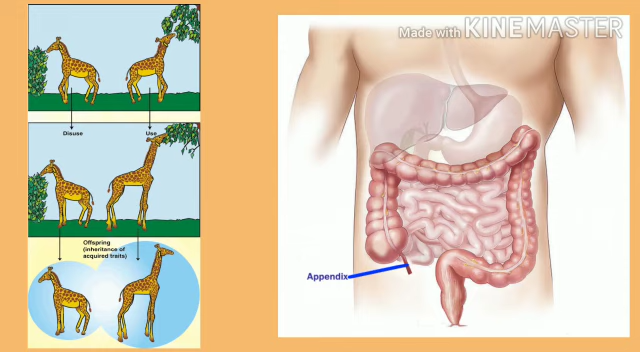 Disuse
Use
Offspring
(inheritance of
acquired traits)
Made with KINEMASTER
Appendix